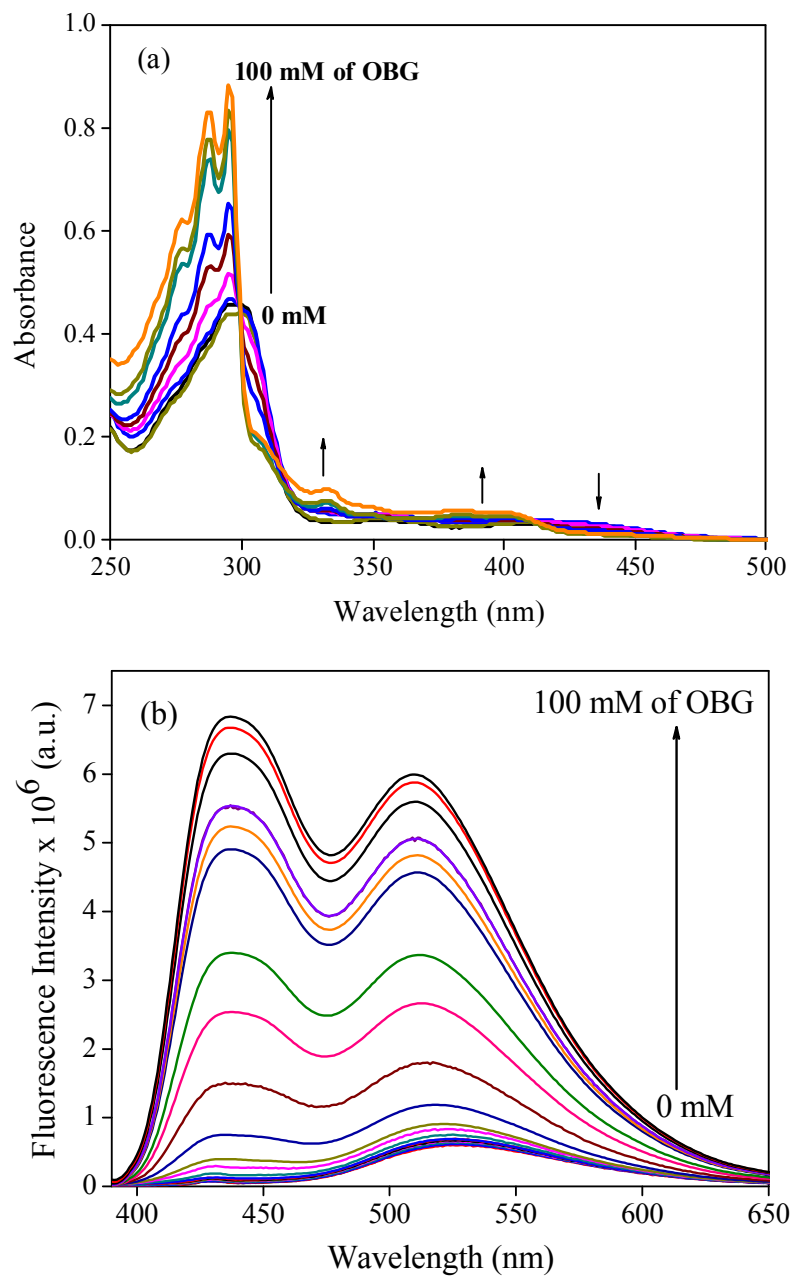 (a)
100 mM of OBG
0 mM
Absorbance
1.0
0.8
0.6
0.4
0.2
0.0
250 300 350 400 450 500
Wavelength (nm)
(b)
100 mM of OBG
0 mM
Fluorescence Intensity x 10⁶ (a.u.)
7
6
5
4
3
2
1
0
400 450 500 550 600 650
Wavelength (nm)